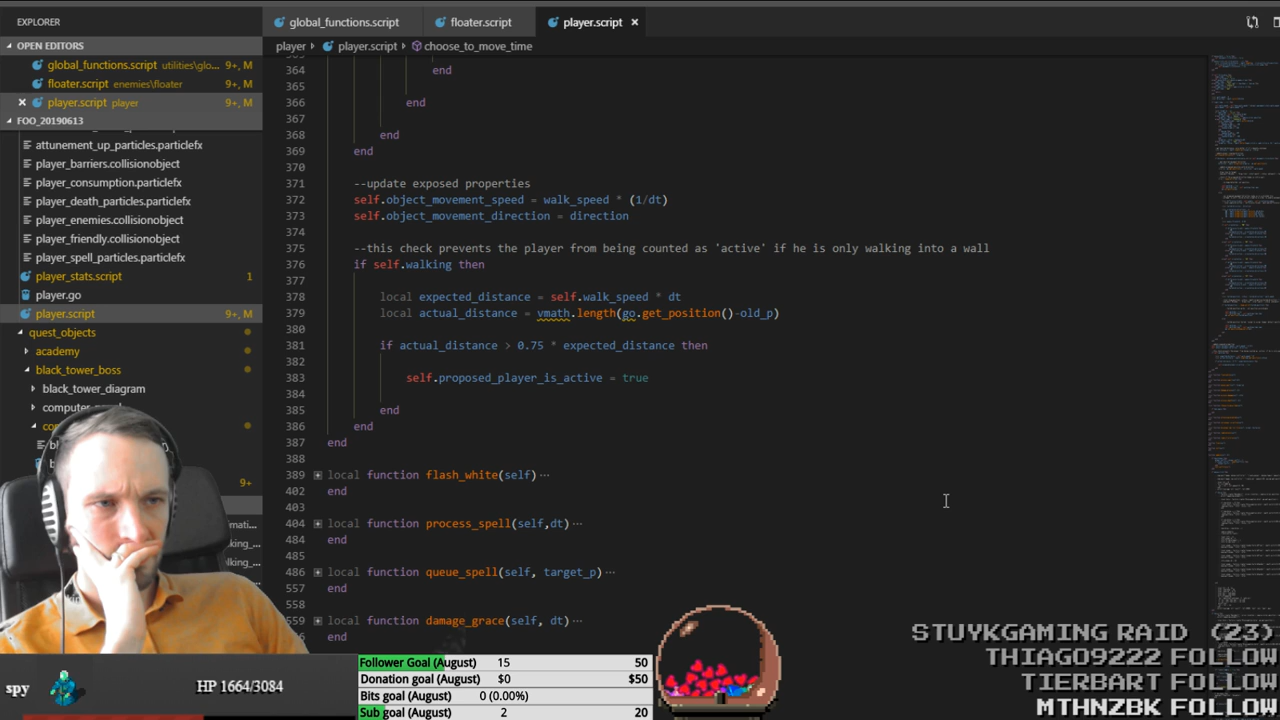 EXPLORER
OPEN EDITORS
global_functions.script utilities\glo... 9+, M
floater.script enemies\floater 9+, M
player.script player 9+, M
FOO_20190613
attunement_up_particles.particlefx
player_barriers.collisionobject
player_consumption.particlefx
player_death_particles.particlefx
player_enemies.collisionobject
player_friendly.collisionobject
player_spell_particles.particlefx
player_stats.script 1
player.go
player.script 9+, M
quest_objects
academy
black_tower_boss
black_tower_diagram
9+
global_functions.script
floater.script
player.script
player > player.script > choose_to_move_time
364 end
365
366 end
367
368 end
369 end
370
371 --update exposed properties
372 self.object_movement_speed = walk_speed * (1/dt)
373 self.object_movement_direction = direction
374
375 --this check prevents the player from being counted as 'active' if he is only walking into a wall
376 if self.walking then
377
378 local expected_distance = self.walk_speed * dt
379 local actual_distance = vmath.length(go.get_position()-old_p)
380
381 if actual_distance > 0.75 * expected_distance then
382
383 self.proposed_player_is_active = true
384
385 end
386 end
387 end
388
389 local function flash_white(self) ...
402 end
403
404 local function process_spell(self,dt) ...
484 end
485
486 local function queue_spell(self, target_p) ...
557 end
558
559 local function damage_grace(self, dt) ...
end
spy
HP 1664/3084
Follower Goal (August) 15 50
Donation goal (August) $0 $50
Bits goal (August) 0 (0.00%)
Sub goal (August) 2 20
STUYKGAMING RAID (23)
THIAGO9222 FOLLOW
TIERBART FOLLOW
MTHNZBK FOLLOW